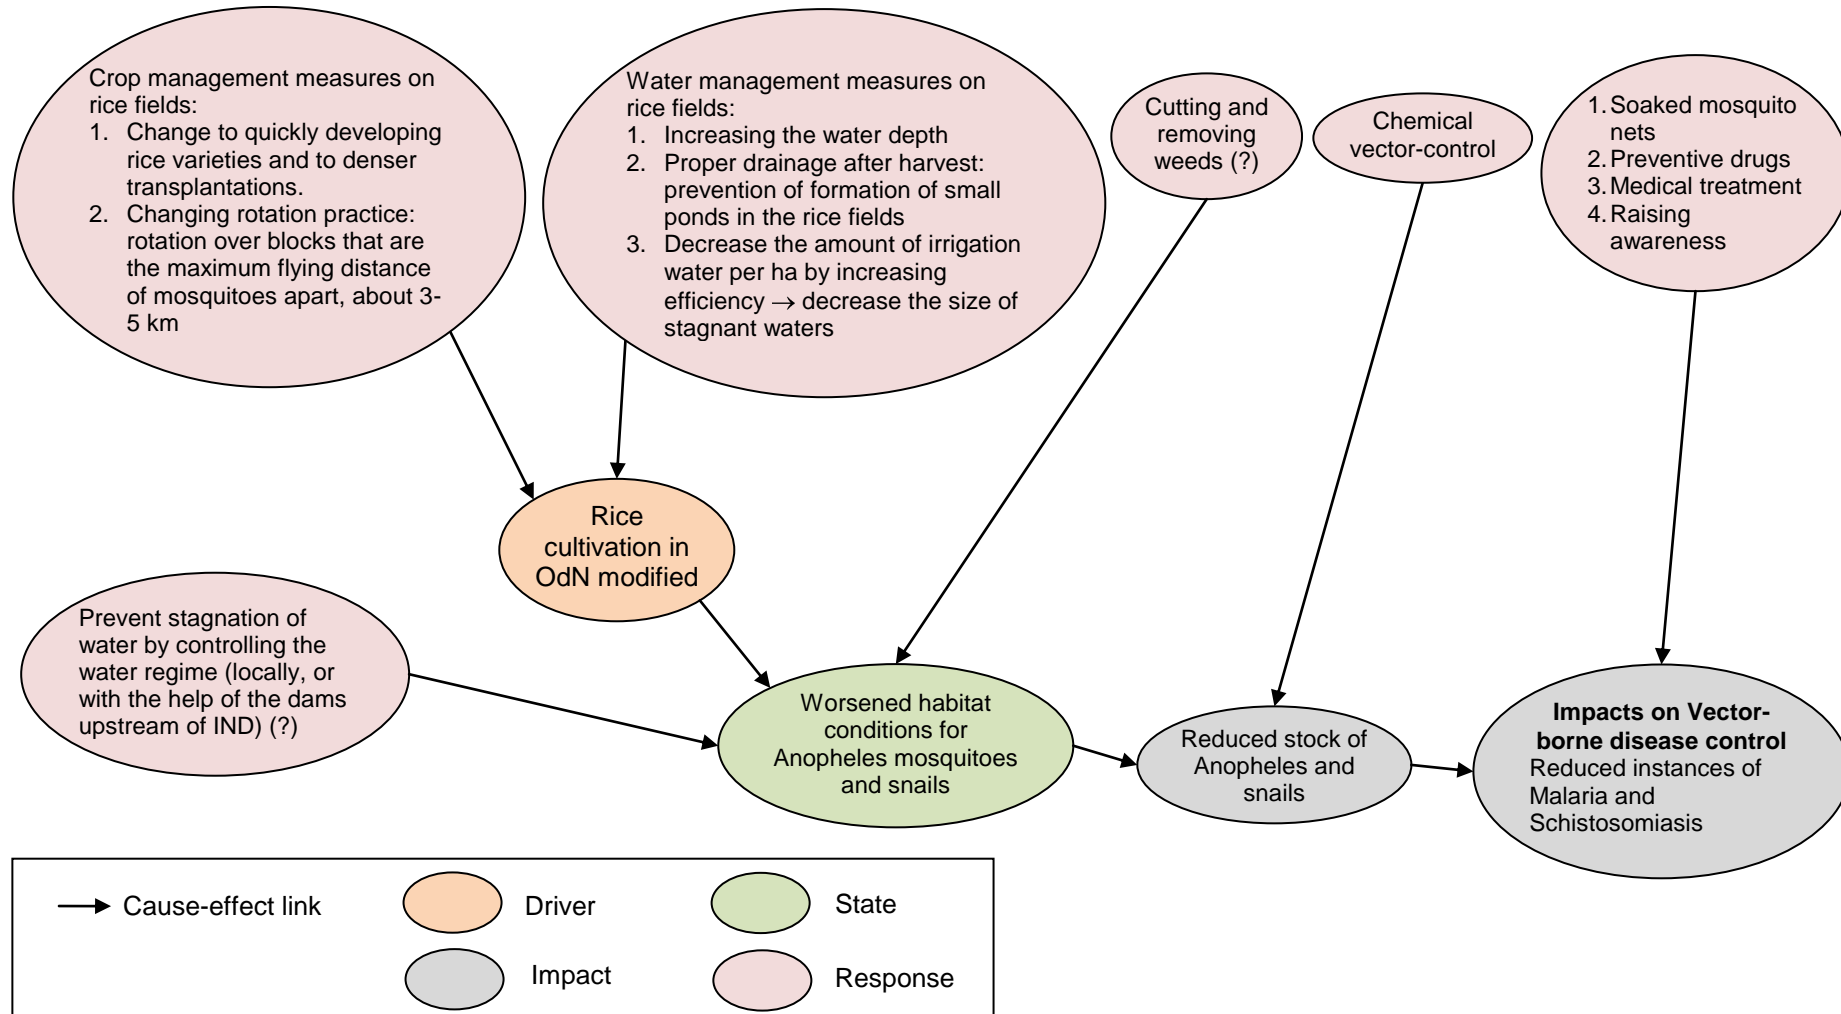 Crop management measures on
rice fields:
1. Change to quickly developing
rice varieties and to denser
transplantations.
2. Changing rotation practice:
rotation over blocks that are
the maximum flying distance
of mosquitoes apart, about 3-
5 km
Water management measures on
rice fields:
1. Increasing the water depth
2. Proper drainage after harvest:
prevention of formation of small
ponds in the rice fields
3. Decrease the amount of irrigation
water per ha by increasing
efficiency → decrease the size of
stagnant waters
Cutting and
removing
weeds (?)
Chemical
vector-control
1. Soaked mosquito
nets
2. Preventive drugs
3. Medical treatment
4. Raising
awareness
Rice
cultivation in
OdN modified
Prevent stagnation of
water by controlling the
water regime (locally, or
with the help of the dams
upstream of IND) (?)
Worsened habitat
conditions for
Anopheles mosquitoes
and snails
Reduced stock of
Anopheles and
snails
Impacts on Vector-
borne disease control
Reduced instances of
Malaria and
Schistosomiasis
Cause-effect link
Driver
State
Impact
Response